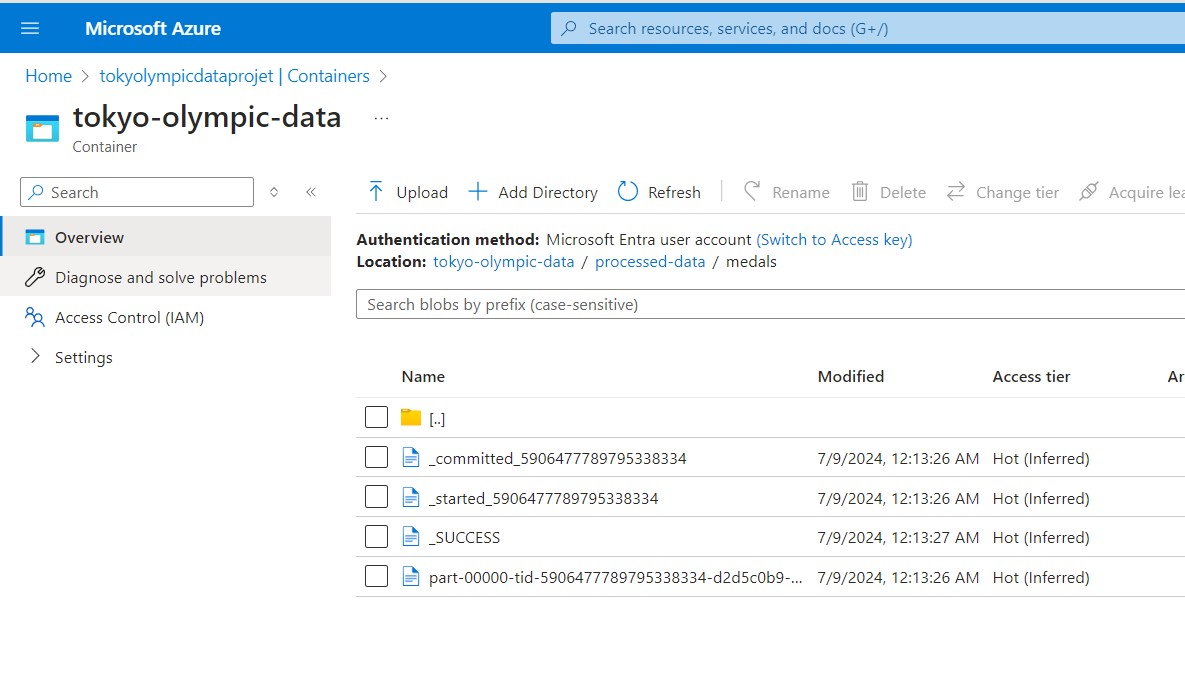 Microsoft Azure
Search resources, services, and docs (G+/)
Home > tokyolympicdataprojet | Containers >
tokyo-olympic-data ...
Container
Search
Upload Add Directory Refresh Rename Delete Change tier Acquire lea
Overview
Diagnose and solve problems
Access Control (IAM)
Settings
Authentication method: Microsoft Entra user account (Switch to Access key)
Location: tokyo-olympic-data / processed-data / medals
Search blobs by prefix (case-sensitive)
Name Modified Access tier Ar
[..]
_committed_5906477789795338334 7/9/2024, 12:13:26 AM Hot (Inferred)
_started_5906477789795338334 7/9/2024, 12:13:26 AM Hot (Inferred)
_SUCCESS 7/9/2024, 12:13:27 AM Hot (Inferred)
part-00000-tid-5906477789795338334-d2d5c0b9-... 7/9/2024, 12:13:26 AM Hot (Inferred)